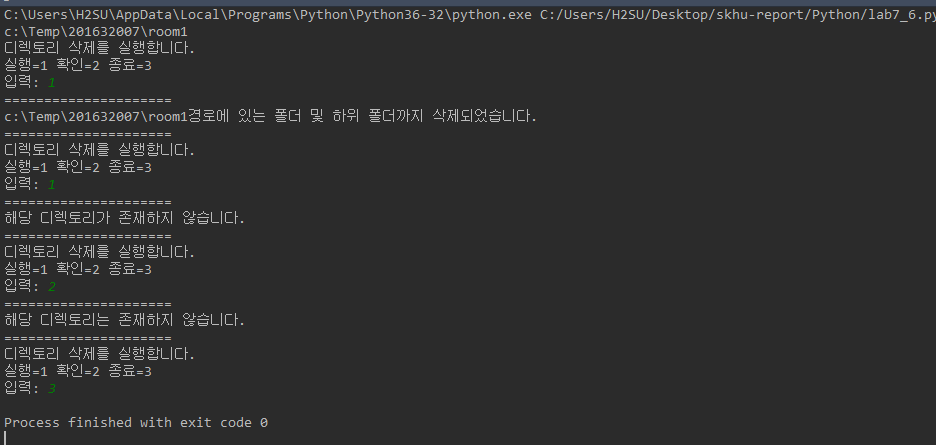 C:\Users\H2SU\AppData\Local\Programs\Python\Python36-32\python.exe C:/Users/H2SU/Desktop/skhu-report/Python/lab7_6.py
c:\Temp\201632007\room1
디렉토리 삭제를 실행합니다.
실행=1 확인=2 종료=3
입력: 1
=====================
c:\Temp\201632007\room1경로에 있는 폴더 및 하위 폴더까지 삭제되었습니다.
=====================
디렉토리 삭제를 실행합니다.
실행=1 확인=2 종료=3
입력: 1
=====================
해당 디렉토리가 존재하지 않습니다.
=====================
디렉토리 삭제를 실행합니다.
실행=1 확인=2 종료=3
입력: 2
=====================
해당 디렉토리는 존재하지 않습니다.
=====================
디렉토리 삭제를 실행합니다.
실행=1 확인=2 종료=3
입력: 3
Process finished with exit code 0